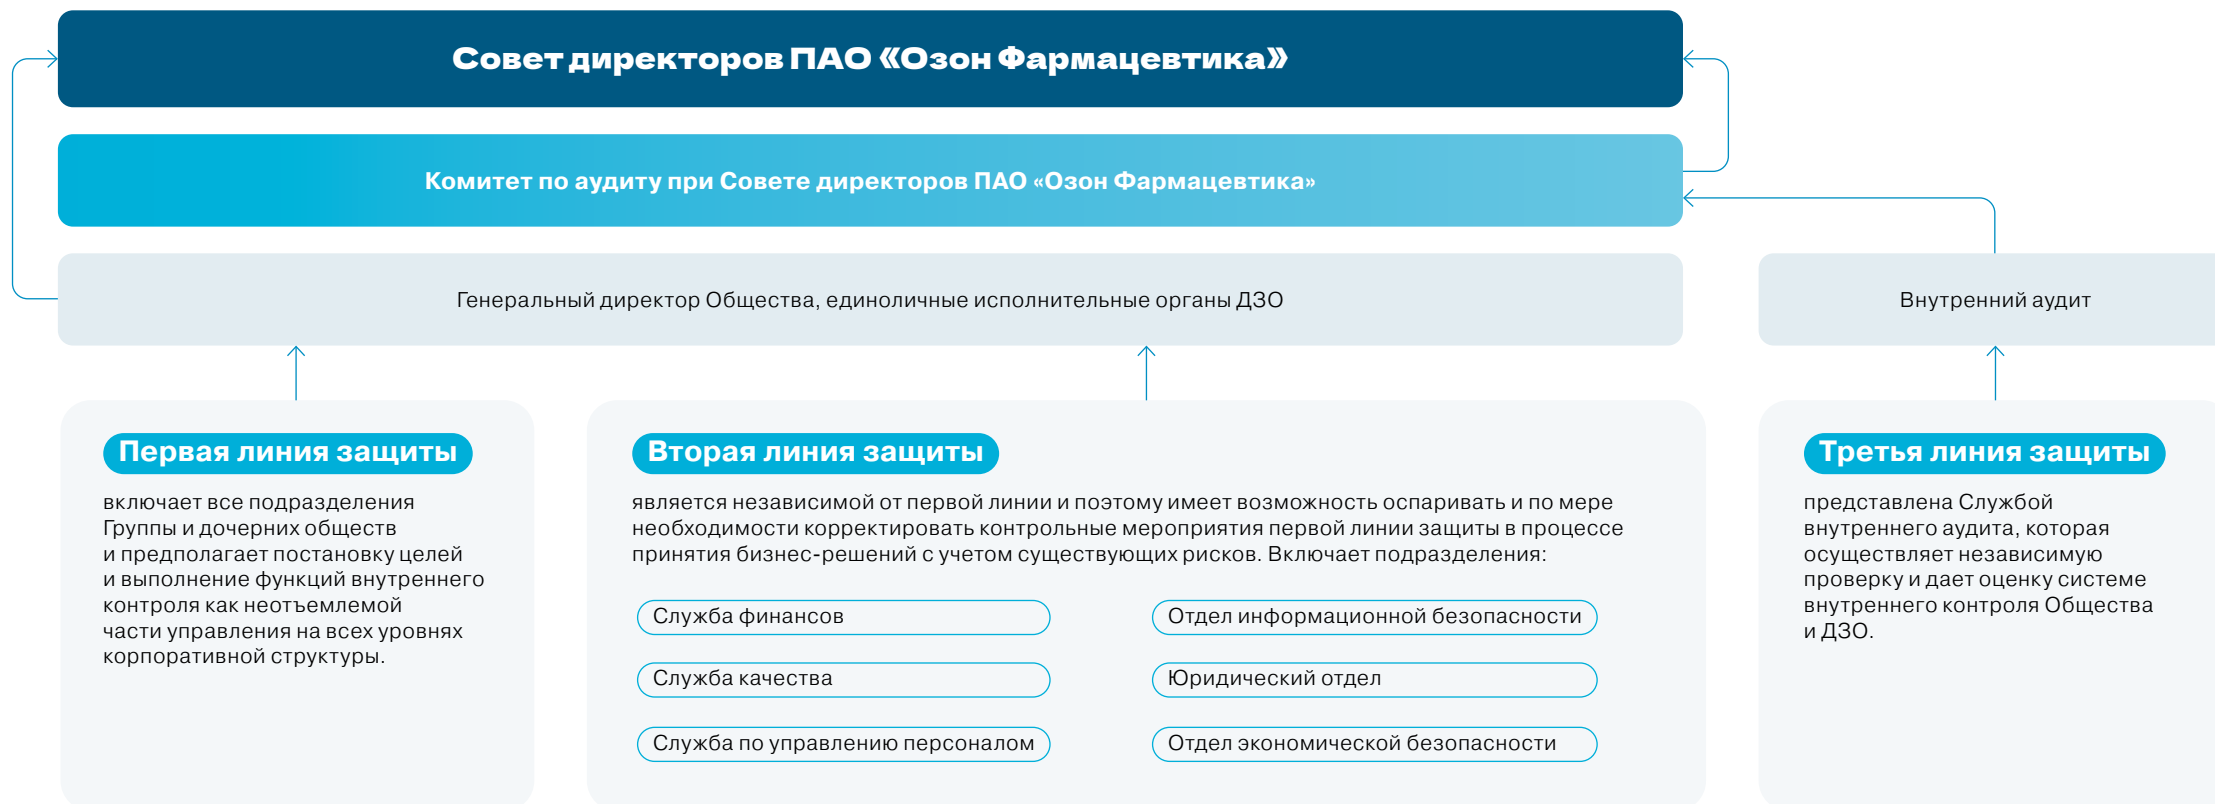 Совет директоров ПАО «Озон Фармацевтика»
Комитет по аудиту при Совете директоров ПАО «Озон Фармацевтика»
Генеральный директор Общества, единоличные исполнительные органы ДЗО
Внутренний аудит
Первая линия защиты
включает все подразделения
Группы и дочерних обществ
и предполагает постановку целей
и выполнение функций внутреннего
контроля как неотъемлемой
части управления на всех уровнях
корпоративной структуры.
Вторая линия защиты
является независимой от первой линии и поэтому имеет возможность оспаривать и по мере
необходимости корректировать контрольные мероприятия первой линии защиты в процессе
принятия бизнес-решений с учетом существующих рисков. Включает подразделения:
Служба финансов
Служба качества
Служба по управлению персоналом
Отдел информационной безопасности
Юридический отдел
Отдел экономической безопасности
Третья линия защиты
представлена Службой
внутреннего аудита, которая
осуществляет независимую
проверку и дает оценку системе
внутреннего контроля Общества
и ДЗО.